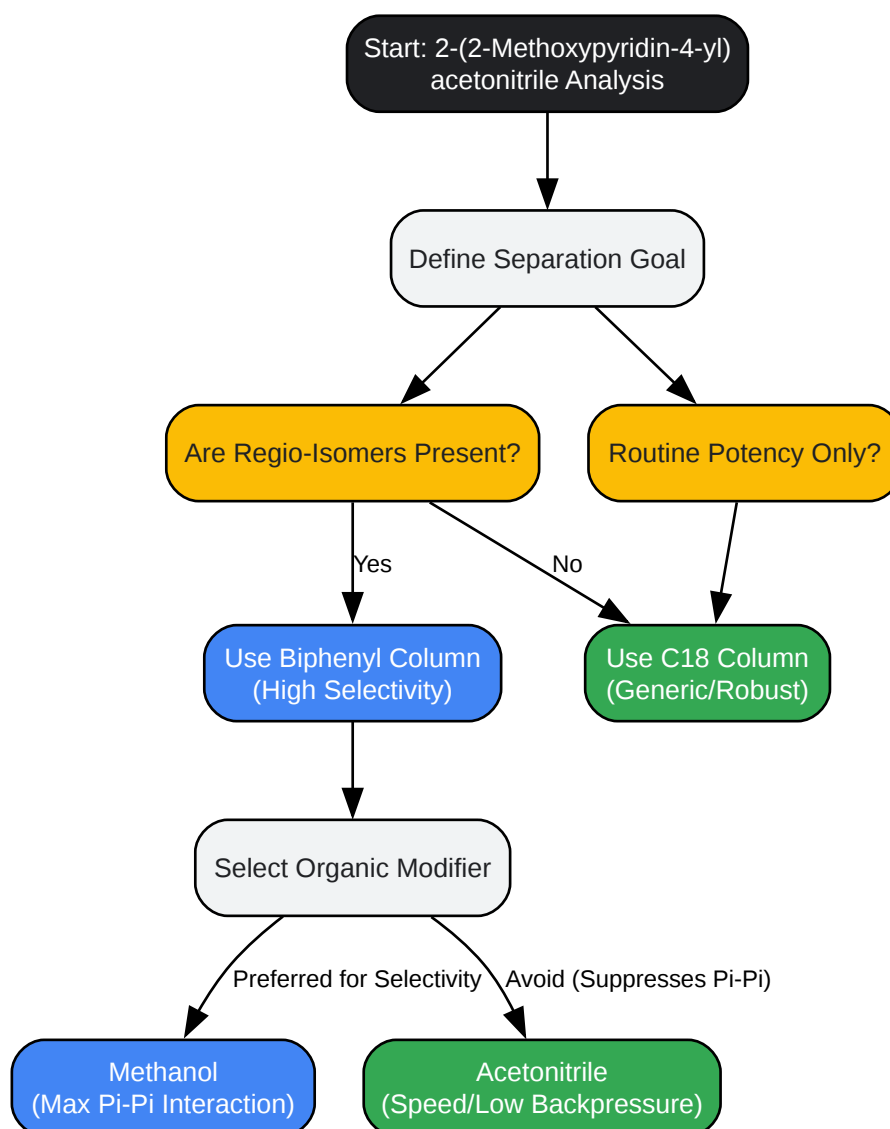 Start: 2-(2-Methoxypyridin-4-yl)
acetonitrile Analysis
Define Separation Goal
Are Regio-Isomers Present?
Routine Potency Only?
Yes
No
Use Biphenyl Column
(High Selectivity)
Use C18 Column
(Generic/Robust)
Select Organic Modifier
Preferred for Selectivity
Avoid (Suppresses Pi-Pi)
Methanol
(Max Pi-Pi Interaction)
Acetonitrile
(Speed/Low Backpressure)